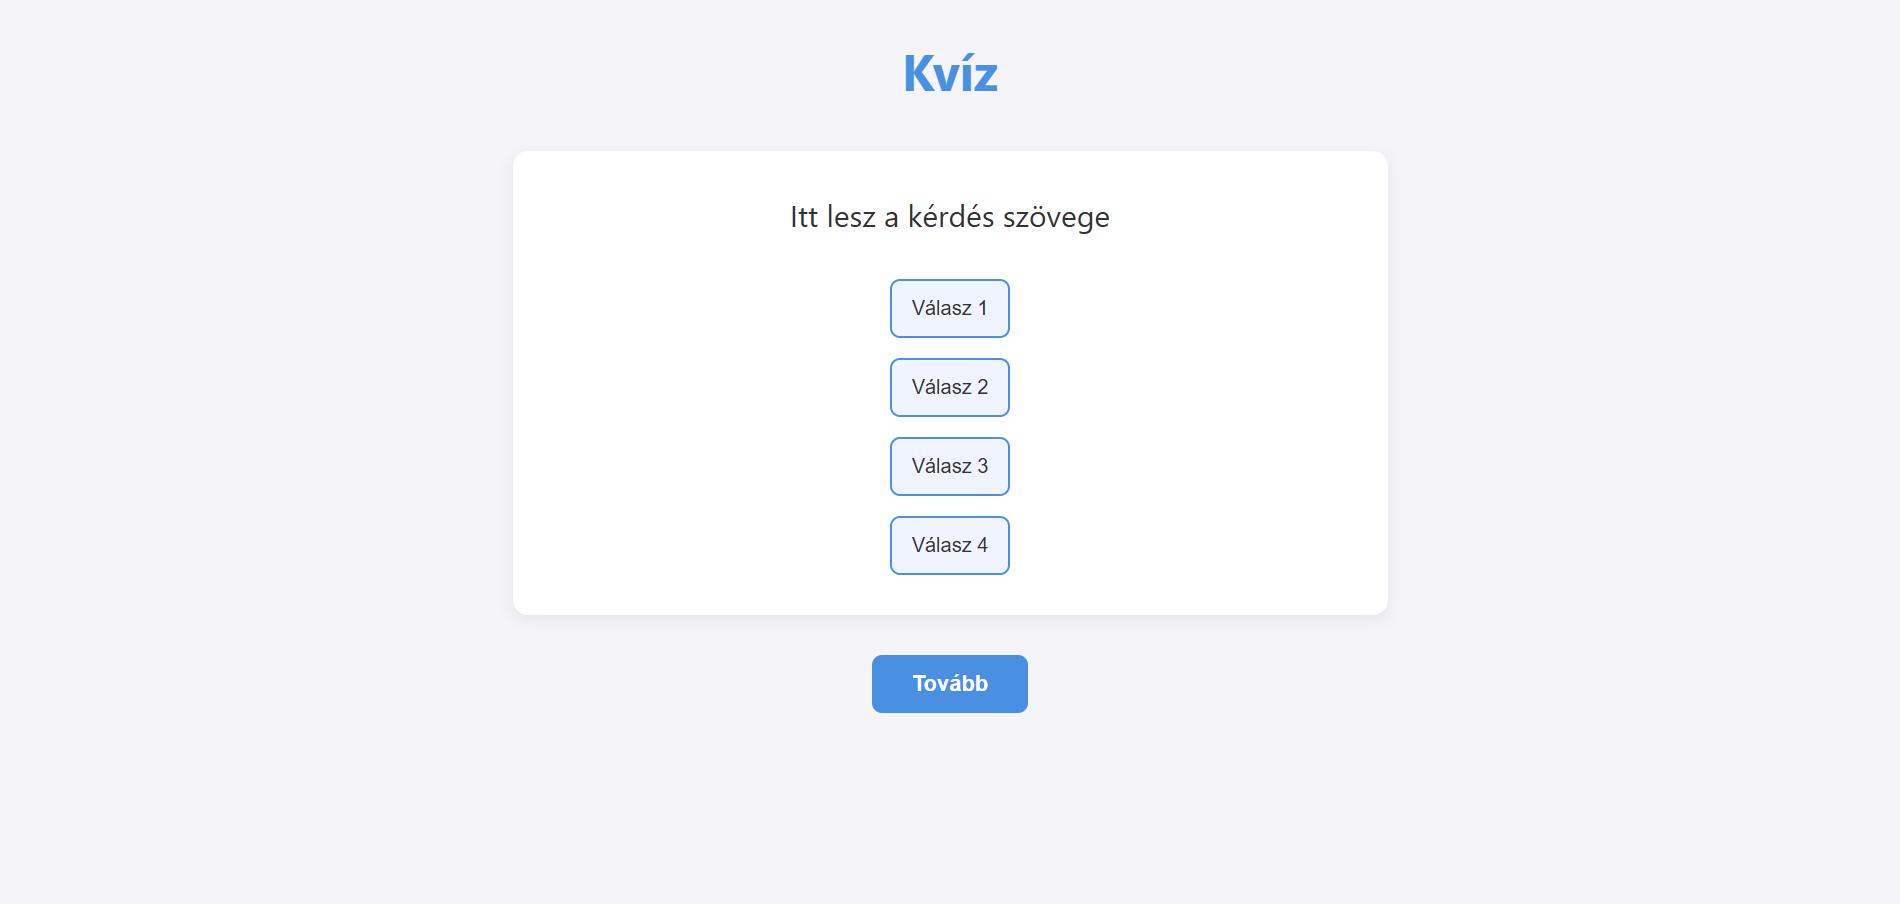 Kvíz
Itt lesz a kérdés szövege
Válasz 1
Válasz 2
Válasz 3
Válasz 4
Tovább